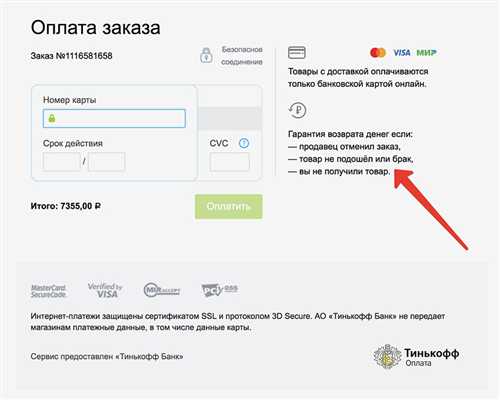 Оплата заказа
Заказ №1116581658
Безопасное
соединение
Номер карты
Срок действия
/
CVC
?
Итого: 7355,00 ₽
Оплатить
MasterCard VISA МИР
Товары с доставкой оплачиваются
только банковской картой онлайн.
₽
Гарантия возврата денег если:
— продавец отменил заказ,
— товар не подошёл или брак,
— вы не получили товар.
MasterCard.
SecureCode.
Verified by
VISA
MIRACCEPT
PCI DSS
Интернет-платежи защищены сертификатом SSL и протоколом 3D Secure. АО «Тинькофф Банк» не передает
магазинам платежные данные, в том числе данные карты.
Сервис предоставлен «Тинькофф Банк»
Тинькофф
Оплата